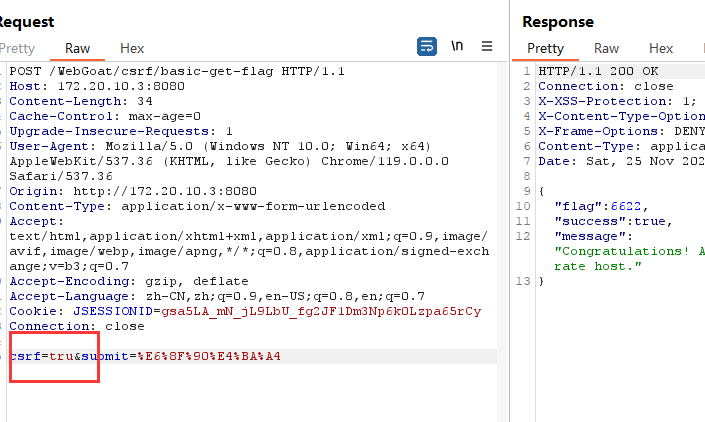 Request
Pretty Raw Hex
\n
POST /WebGoat/csrf/basic-get-flag HTTP/1.1
Host: 172.20.10.3:8080
Content-Length: 34
Cache-Control: max-age=0
Upgrade-Insecure-Requests: 1
User-Agent: Mozilla/5.0 (Windows NT 10.0; Win64; x64)
AppleWebKit/537.36 (KHTML, like Gecko) Chrome/119.0.0.0
Safari/537.36
Origin: http://172.20.10.3:8080
Content-Type: application/x-www-form-urlencoded
Accept:
text/html,application/xhtml+xml,application/xml;q=0.9,image/
avif,image/webp,image/apng,*/*;q=0.8,application/signed-exch
ange;v=b3;q=0.7
Accept-Encoding: gzip, deflate
Accept-Language: zh-CN,zh;q=0.9,en-US;q=0.8,en;q=0.7
Cookie: JSESSIONID=gsa5LA_mN_jL9LbU_fg2JF1Dm3Np6k0Lzpa65rCy
Connection: close
csrf=tru&submit=%E6%8F%90%E4%BA%A4
Response
Pretty Raw Hex Render
1 HTTP/1.1 200 OK
2 Connection: close
3 X-XSS-Protection: 1;
4 X-Content-Type-Option
5 X-Frame-Options: DENY
6 Content-Type: applic
7 Date: Sat, 25 Nov 202
8
9 {
10 "flag":6622,
11 "success":true,
12 "message":
"Congratulations! A
rate host."
13 }